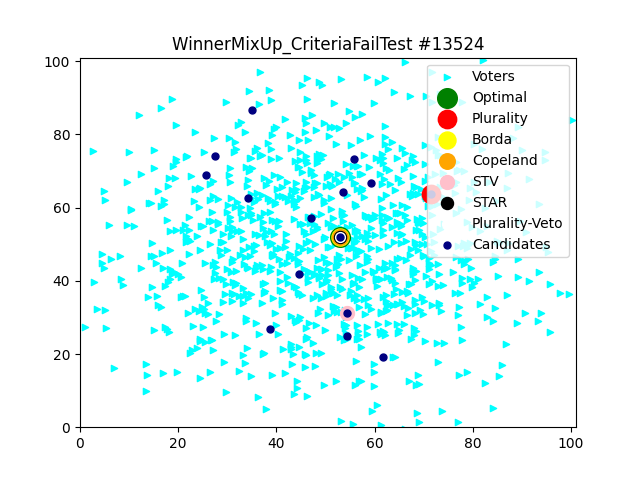 WinnerMixUp_CriteriaFailTest #13524
100
80
60
40
20
0
0
20
40
60
80
100
Voters
Optimal
Plurality
Borda
Copeland
STV
STAR
Plurality-Veto
Candidates